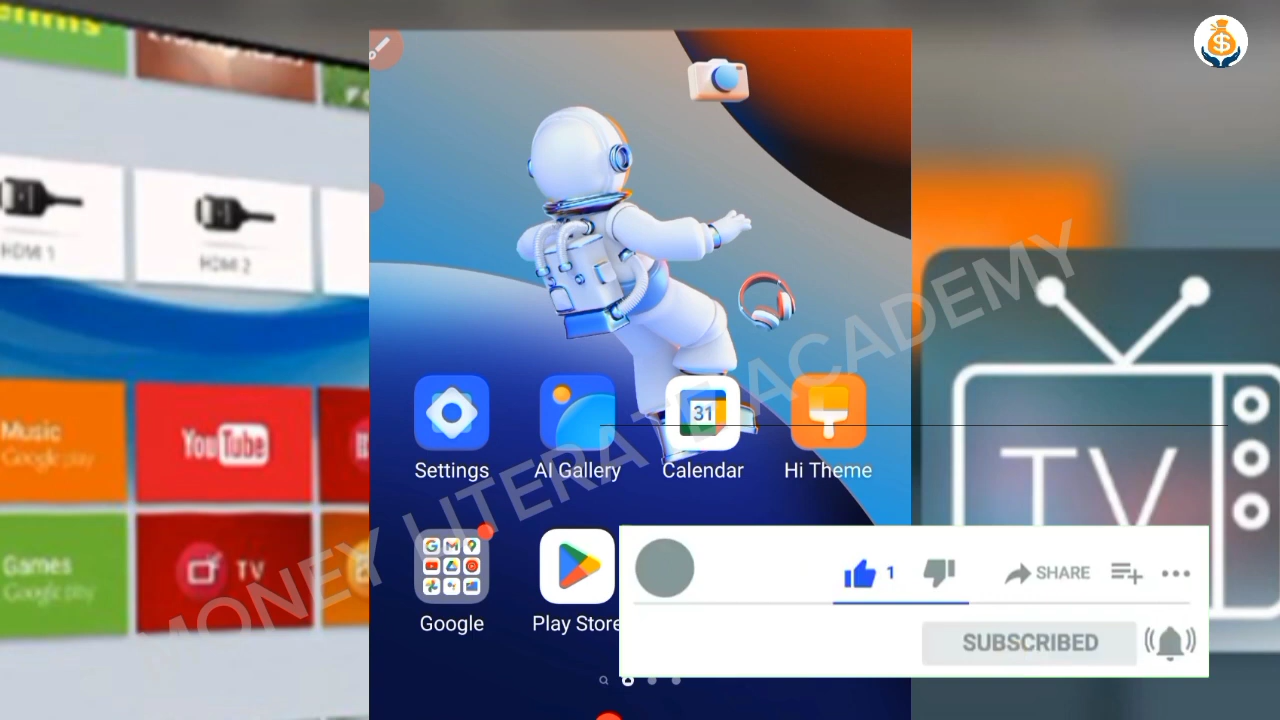 HDMI 1
HDMI 2
Music
Google play
YouTube
Games
Google play
TV
31
Settings
AI Gallery
Calendar
Hi Theme
Google
Play Store
TV
MONEY LITERATE ACADEMY
1
SHARE
SUBSCRIBED
$